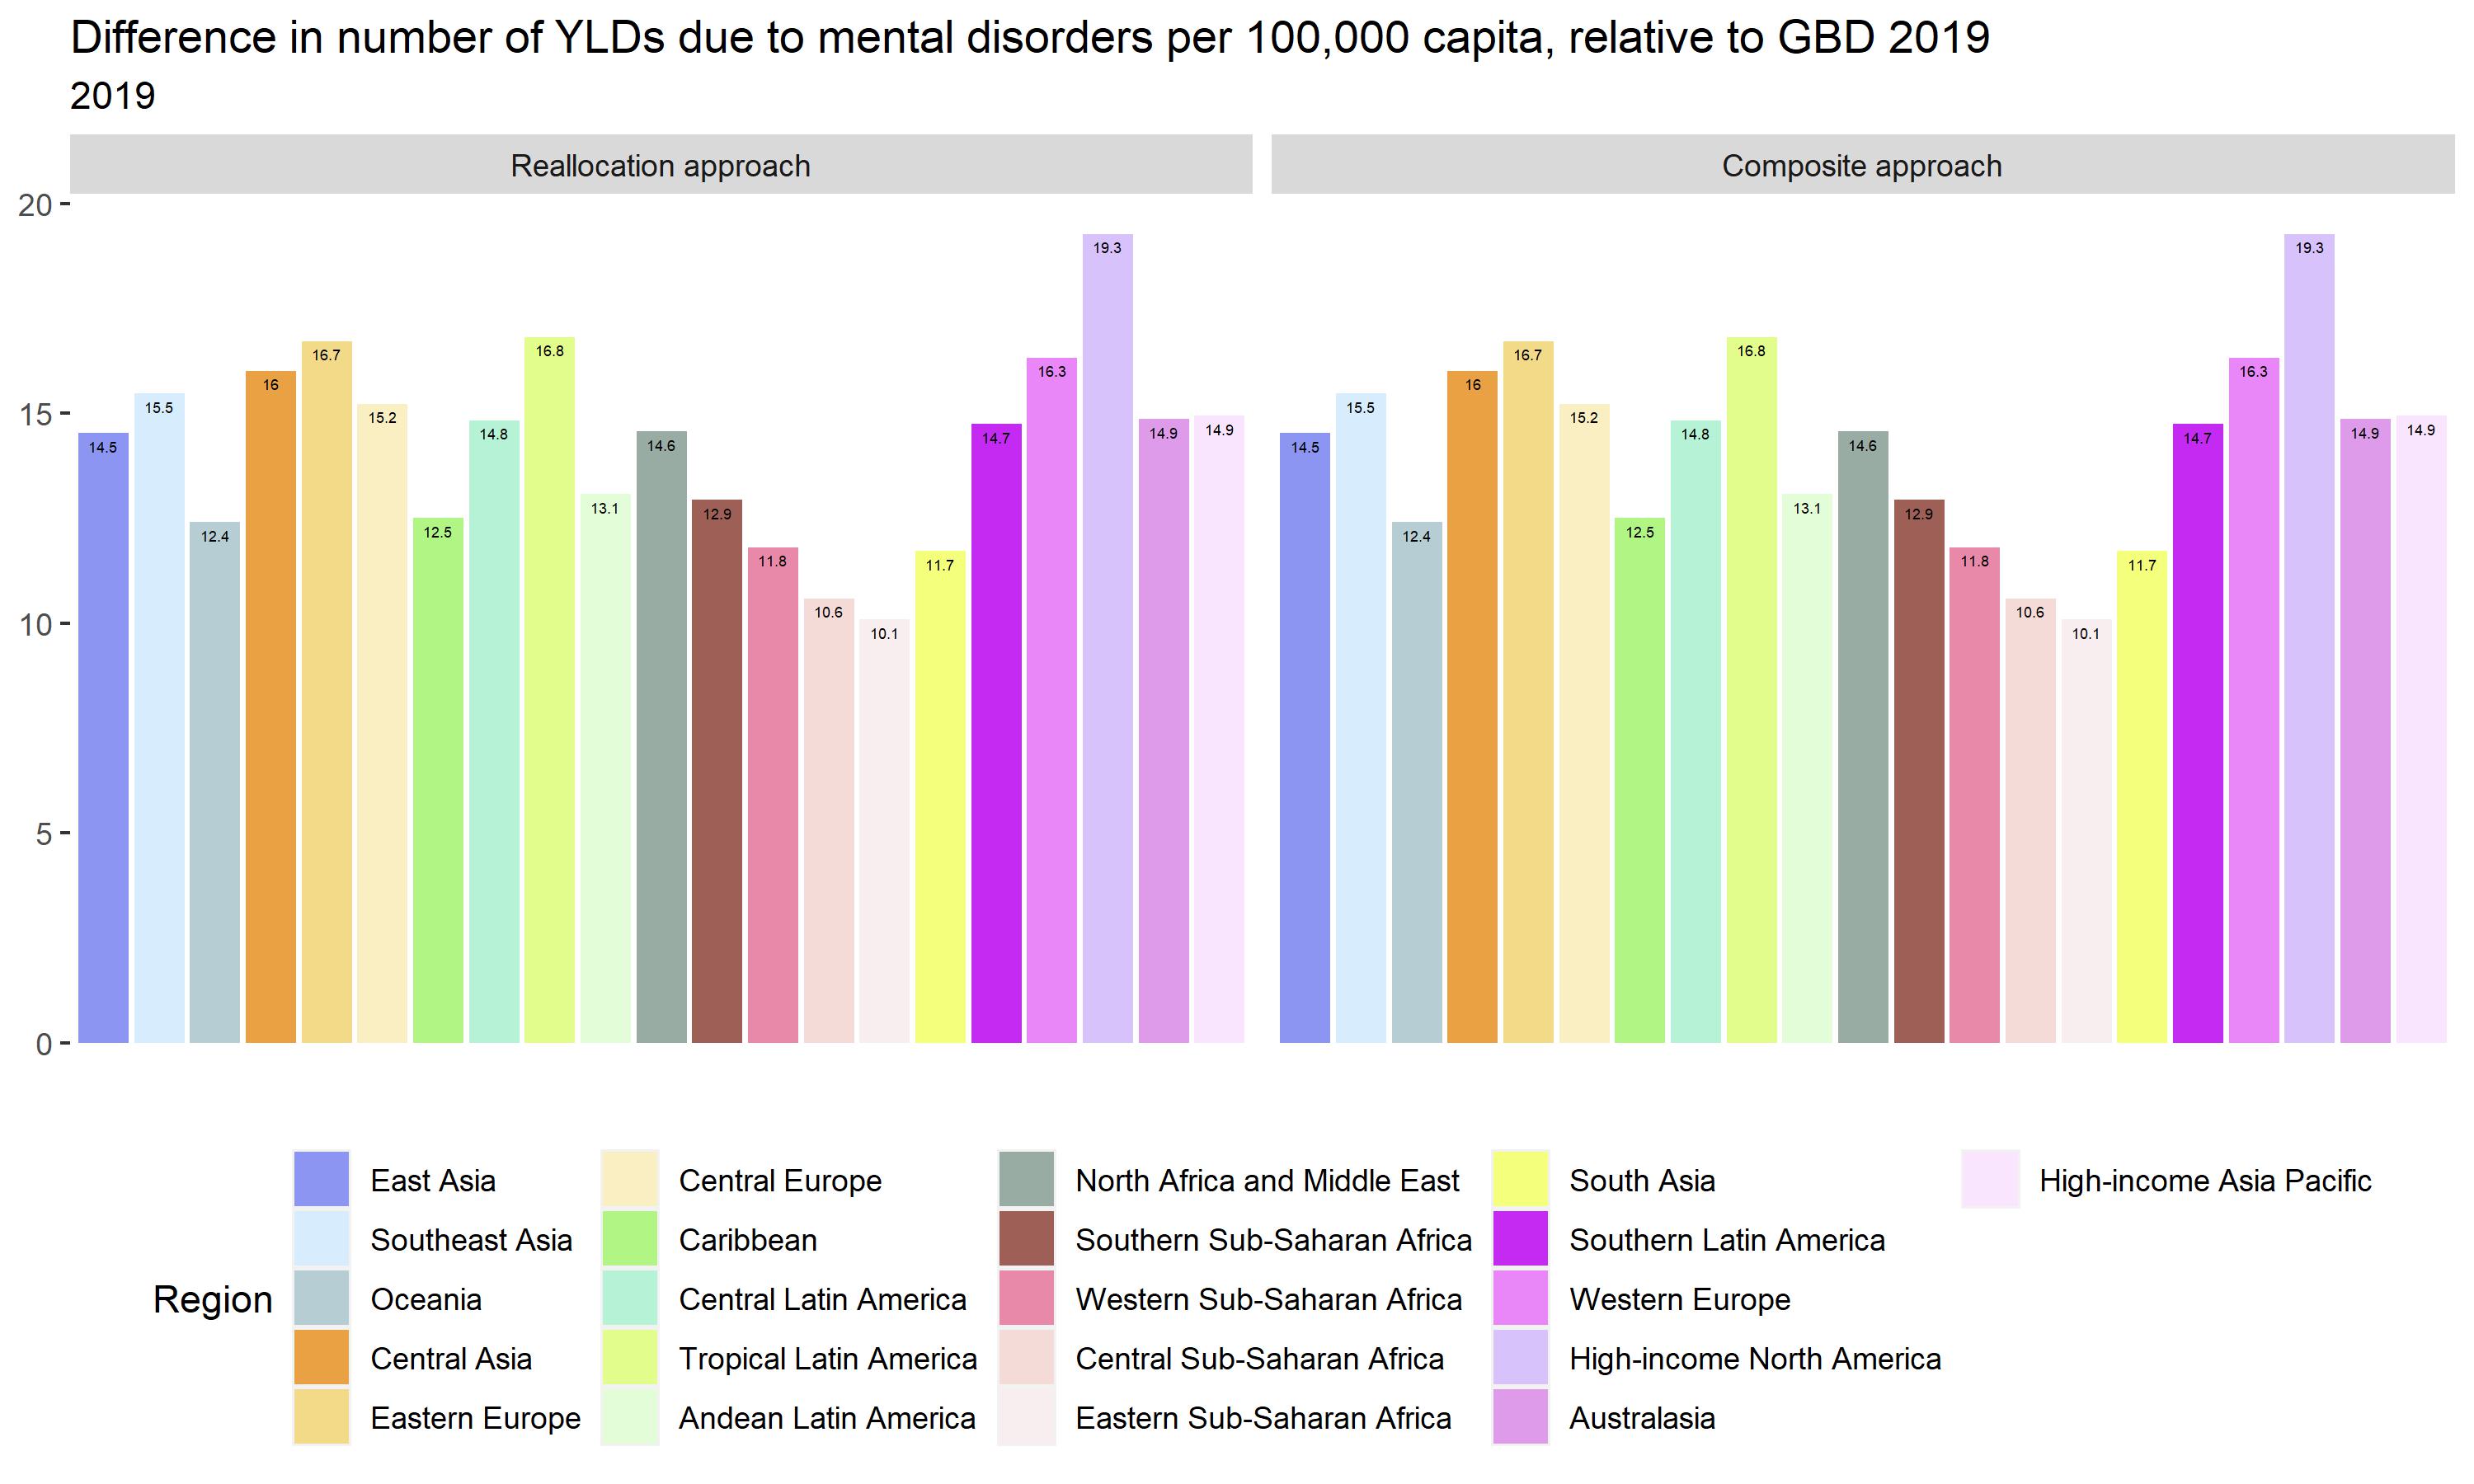 Difference in number of YLDs due to mental disorders per 100,000 capita, relative to GBD 2019
2019
Reallocation approach
Composite approach
20
15
10
5
0
14.5
15.5
12.4
16
16.7
15.2
12.5
14.8
16.8
13.1
14.6
12.9
11.8
10.6
10.1
11.7
14.7
16.3
19.3
14.9
14.9
14.5
15.5
12.4
16
16.7
15.2
12.5
14.8
16.8
13.1
14.6
12.9
11.8
10.6
10.1
11.7
14.7
16.3
19.3
14.9
14.9
Region
East Asia
Southeast Asia
Oceania
Central Asia
Eastern Europe
Central Europe
Caribbean
Central Latin America
Tropical Latin America
Andean Latin America
North Africa and Middle East
Southern Sub-Saharan Africa
Western Sub-Saharan Africa
Central Sub-Saharan Africa
Eastern Sub-Saharan Africa
South Asia
Southern Latin America
Western Europe
High-income North America
Australasia
High-income Asia Pacific